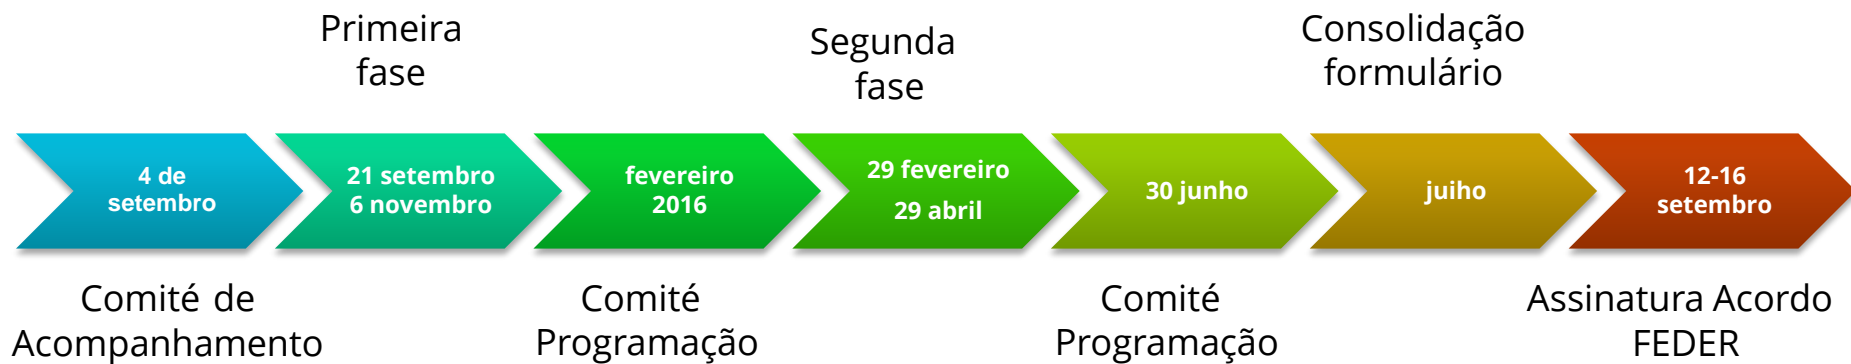 Primeira
fase
Segunda
fase
Consolidação
formulário
4 de
setembro
21 setembro
6 novembro
fevereiro
2016
29 fevereiro
29 abril
30 junho
juiho
12-16
setembro
Comité de
Acompanhamento
Comité
Programação
Comité
Programação
Assinatura Acordo
FEDER